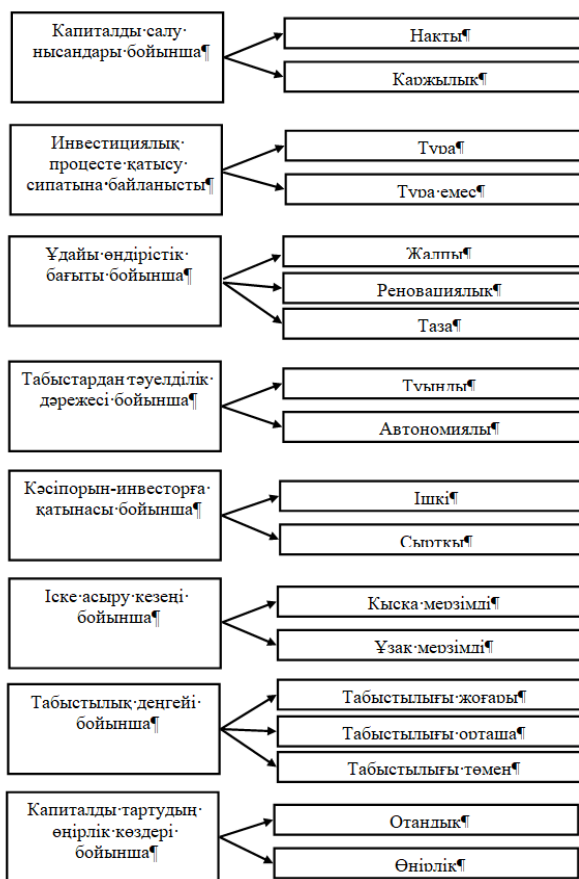 Капиталды·салу·
нысандары·бойынша¶
Нақты¶
Қаржылық¶
Инвестициялық·
процесте·қатысу·
сипатына·байланысты¶
Тура¶
Тура·емес¶
Ұдайы·өндірістік·
бағыты·бойынша¶
Жалпы¶
Реновациялық¶
Таза¶
Табыстардан·тәуелділік·
дәрежесі·бойынша¶
Туынды¶
Автономиялы¶
Кәсіпорын-инвесторға·
қатынасы·бойынша¶
Ішкі¶
Сыртқы¶
Іске·асыру·кезеңі·
бойынша¶
Қысқа·мерзімді¶
Ұзақ·мерзімді¶
Табыстылық·деңгейі·
бойынша¶
Табыстылығы·жоғары¶
Табыстылығы·орташа¶
Табыстылығы·төмен¶
Капиталды·тартудың·
өңірлік·көздері·
бойынша¶
Отандық¶
Өңірлік¶